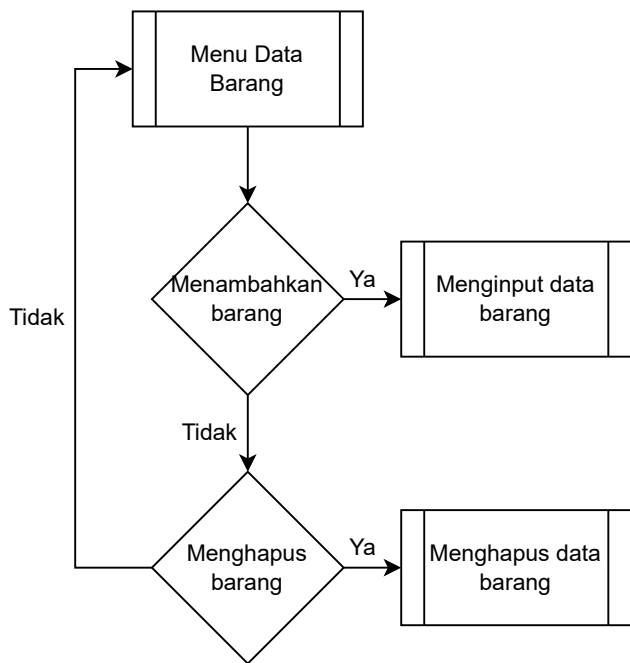 Menu Data
Barang
Menambahkan
barang
Ya
Menginput data
barang
Tidak
Tidak
Menghapus
barang
Ya
Menghapus data
barang